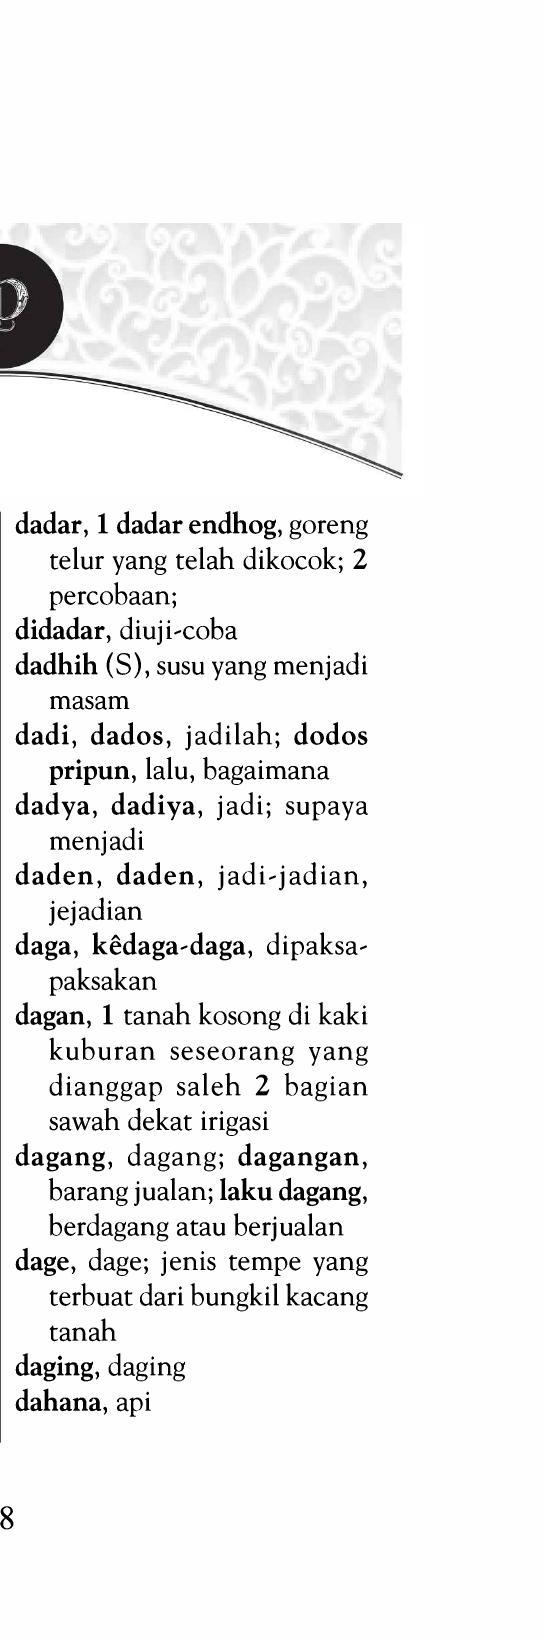 dadar, 1 dadar endhog, goreng
telur yang telah dikocok; 2
percobaan;
didadar, diuji-coba
dadhih (S), susu yang menjadi
masam
dadi, dados, jadilah; dodos
pripun, lalu, bagaimana
dadya, dadiya, jadi; supaya
menjadi
daden, daden, jadi-jadian,
jejadian
daga, kêdaga-daga, dipaksa-
paksakan
dagan, 1 tanah kosong di kaki
kuburan seseorang yang
dianggap saleh 2 bagian
sawah dekat irigasi
dagang, dagang; dagangan,
barang jualan; laku dagang,
berdagang atau berjualan
dage, dage; jenis tempe yang
terbuat dari bungkil kacang
tanah
daging, daging
dahana, api
8